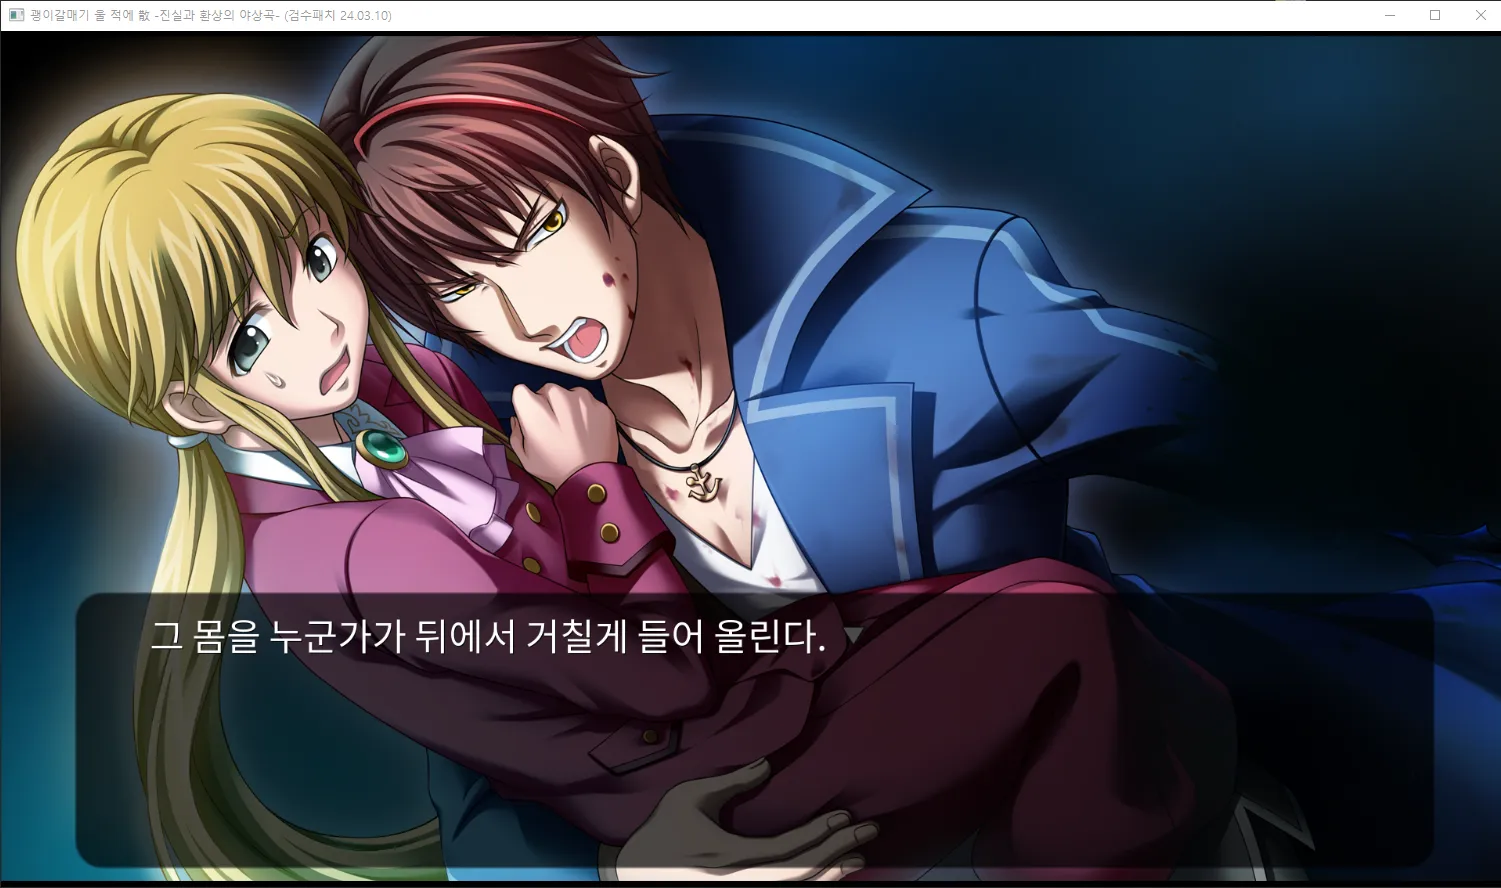 괭이갈매기 울 적에 散 -진실과 환상의 야상곡- (검수패치 24.03.10)
그 몸을 누군가가 뒤에서 거칠게 들어 올린다.